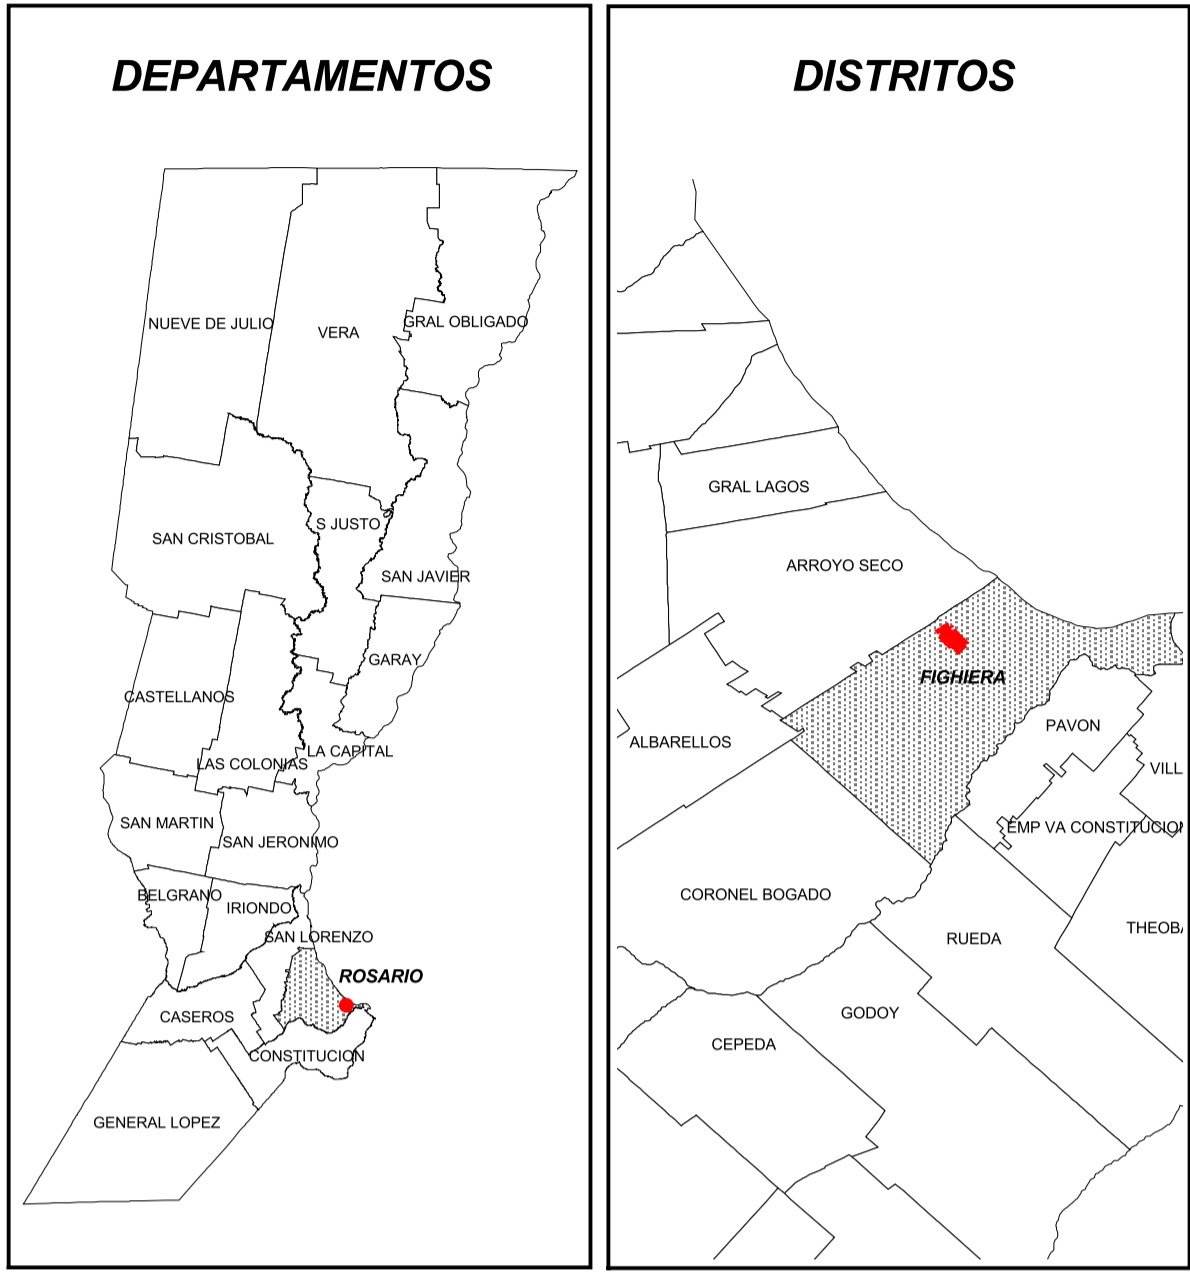 DEPARTAMENTOS
NUEVE DE JULIO
VERA
GRAL OBLIGADO
S JUSTO
SAN CRISTOBAL
SAN JAVIER
GARAY
CASTELLANOS
LA CAPITAL
LAS COLONIAS
SAN MARTIN
SAN JERONIMO
BELGRANO
IRIONDO
SAN LORENZO
ROSARIO
CASEROS
CONSTITUCION
GENERAL LOPEZ
DISTRITOS
GRAL LAGOS
ARROYO SECO
FIGHIERA
PAVON
ALBARELLOS
VILL
EMP VA CONSTITUCION
CORONEL BOGADO
THEOBA
RUEDA
GODOY
CEPEDA